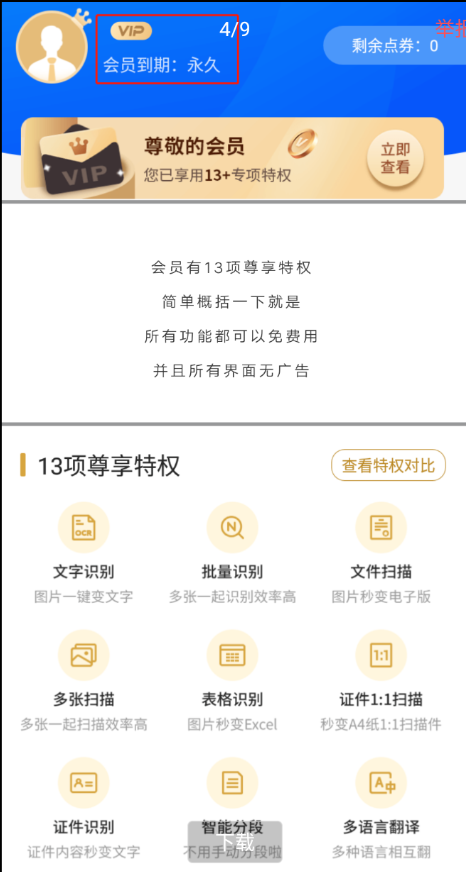 VIP
4/9
举报
会员到期：永久
剩余点券：0
VIP
尊敬的会员
您已享用13+专项特权
立即
查看
会员有13项尊享特权
简单概括一下就是
所有功能都可以免费用
并且所有界面无广告
13项尊享特权
查看特权对比
OCR
N
1:1
文字识别 批量识别 文件扫描
图片一键变文字 多张一起识别效率高 图片秒变电子版
多张扫描 表格识别 证件1:1扫描
多张一起扫描效率高 图片秒变Excel 秒变A4纸1:1扫描件
A中
证件识别 智能分段 多语言翻译
下载
证件内容秒变文字 不用手动分段啦 多种语言相互翻